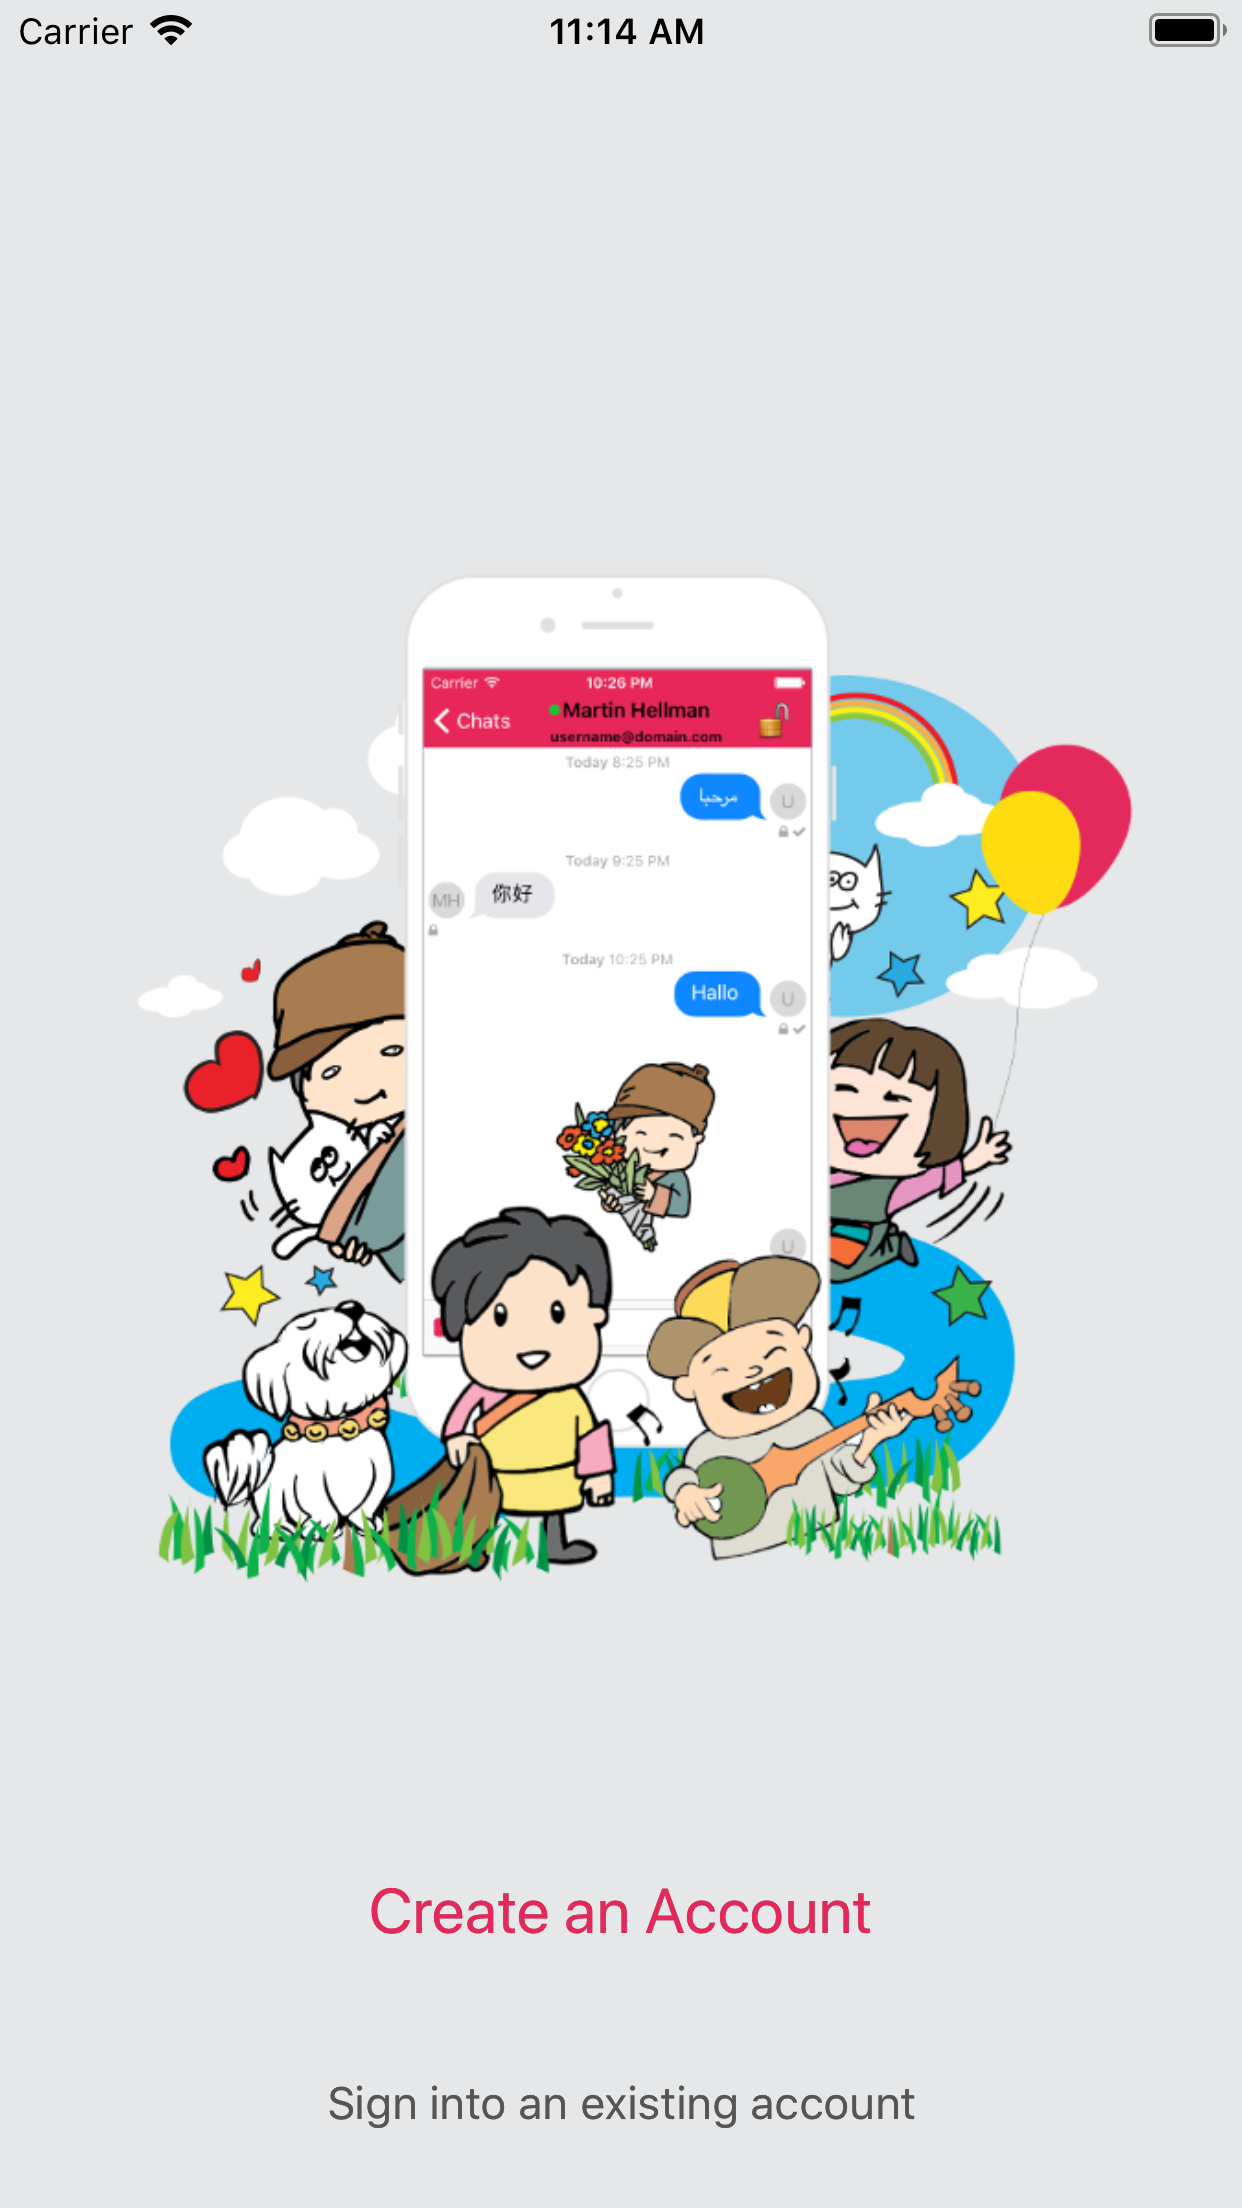 Carrier 11:14 AM
Carrier 10:26 PM
Chats
Martin Hellman
username@domain.com
Today 8:25 PM
مرحبا
U
Today 9:25 PM
MH
你好
Today 10:25 PM
Hallo
U
U
Create an Account
Sign into an existing account